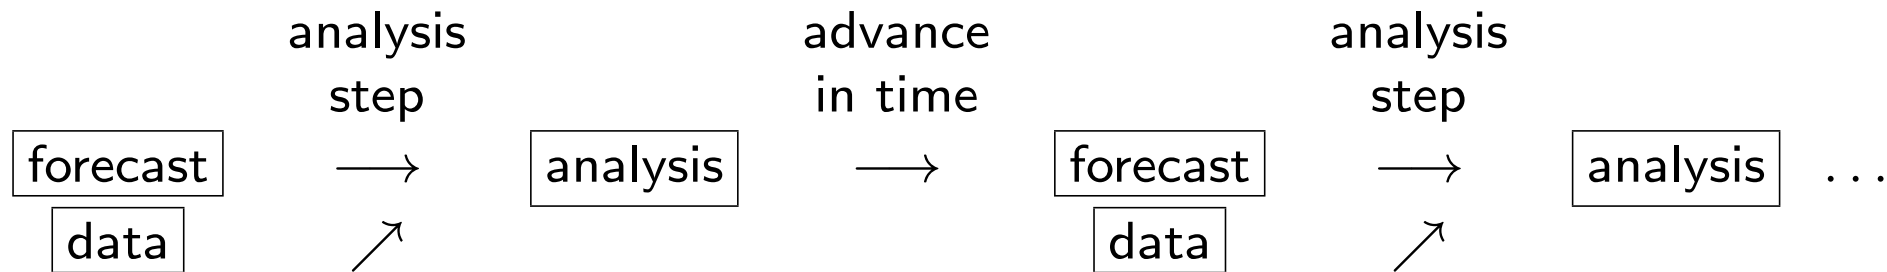 analysis advance analysis
step in time step
forecast ⟶ analysis ⟶ forecast ⟶ analysis . . .
data ↗ data ↗